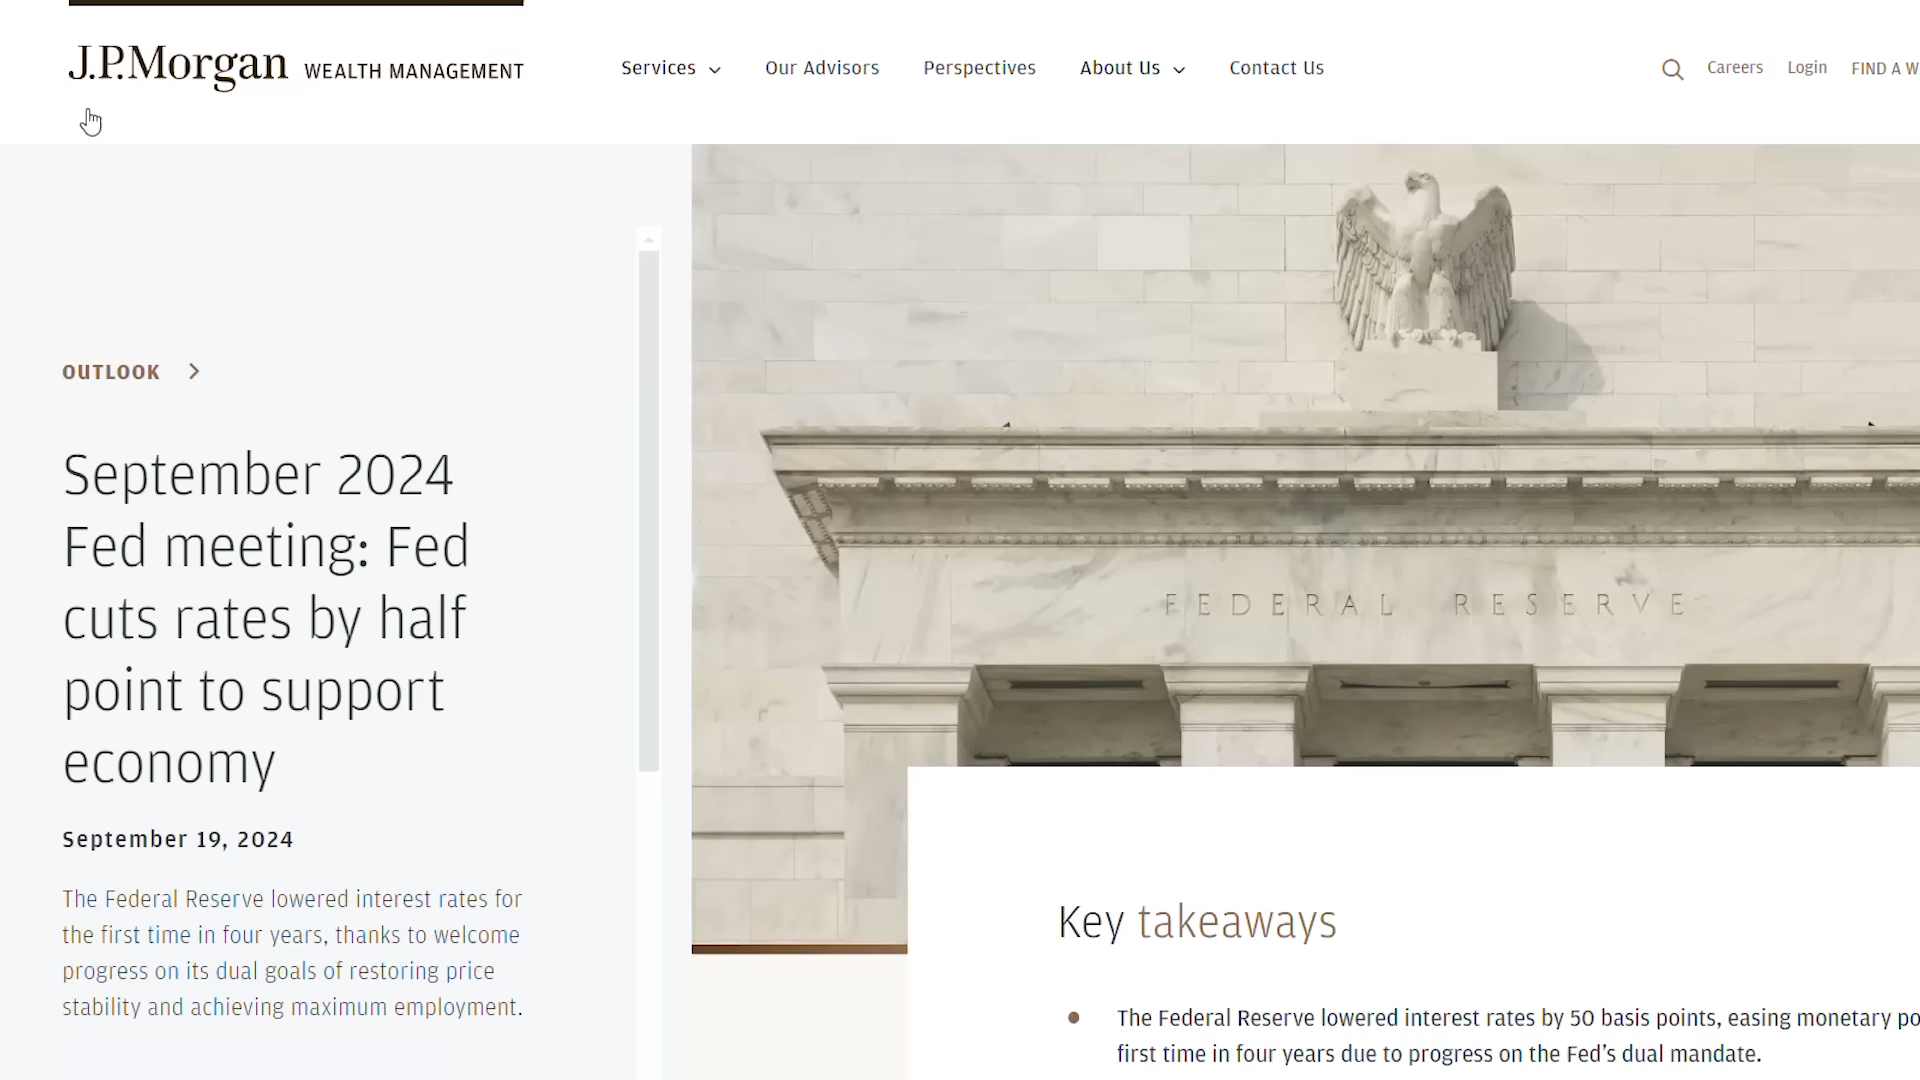 J.P.Morgan WEALTH MANAGEMENT
Services
Our Advisors
Perspectives
About Us
Contact Us
Careers
Login
FIND A W
OUTLOOK
September 2024
Fed meeting: Fed
cuts rates by half
point to support
economy
September 19, 2024
The Federal Reserve lowered interest rates for
the first time in four years, thanks to welcome
progress on its dual goals of restoring price
stability and achieving maximum employment.
FEDERAL RESERVE
Key takeaways
The Federal Reserve lowered interest rates by 50 basis points, easing monetary po
first time in four years due to progress on the Fed’s dual mandate.